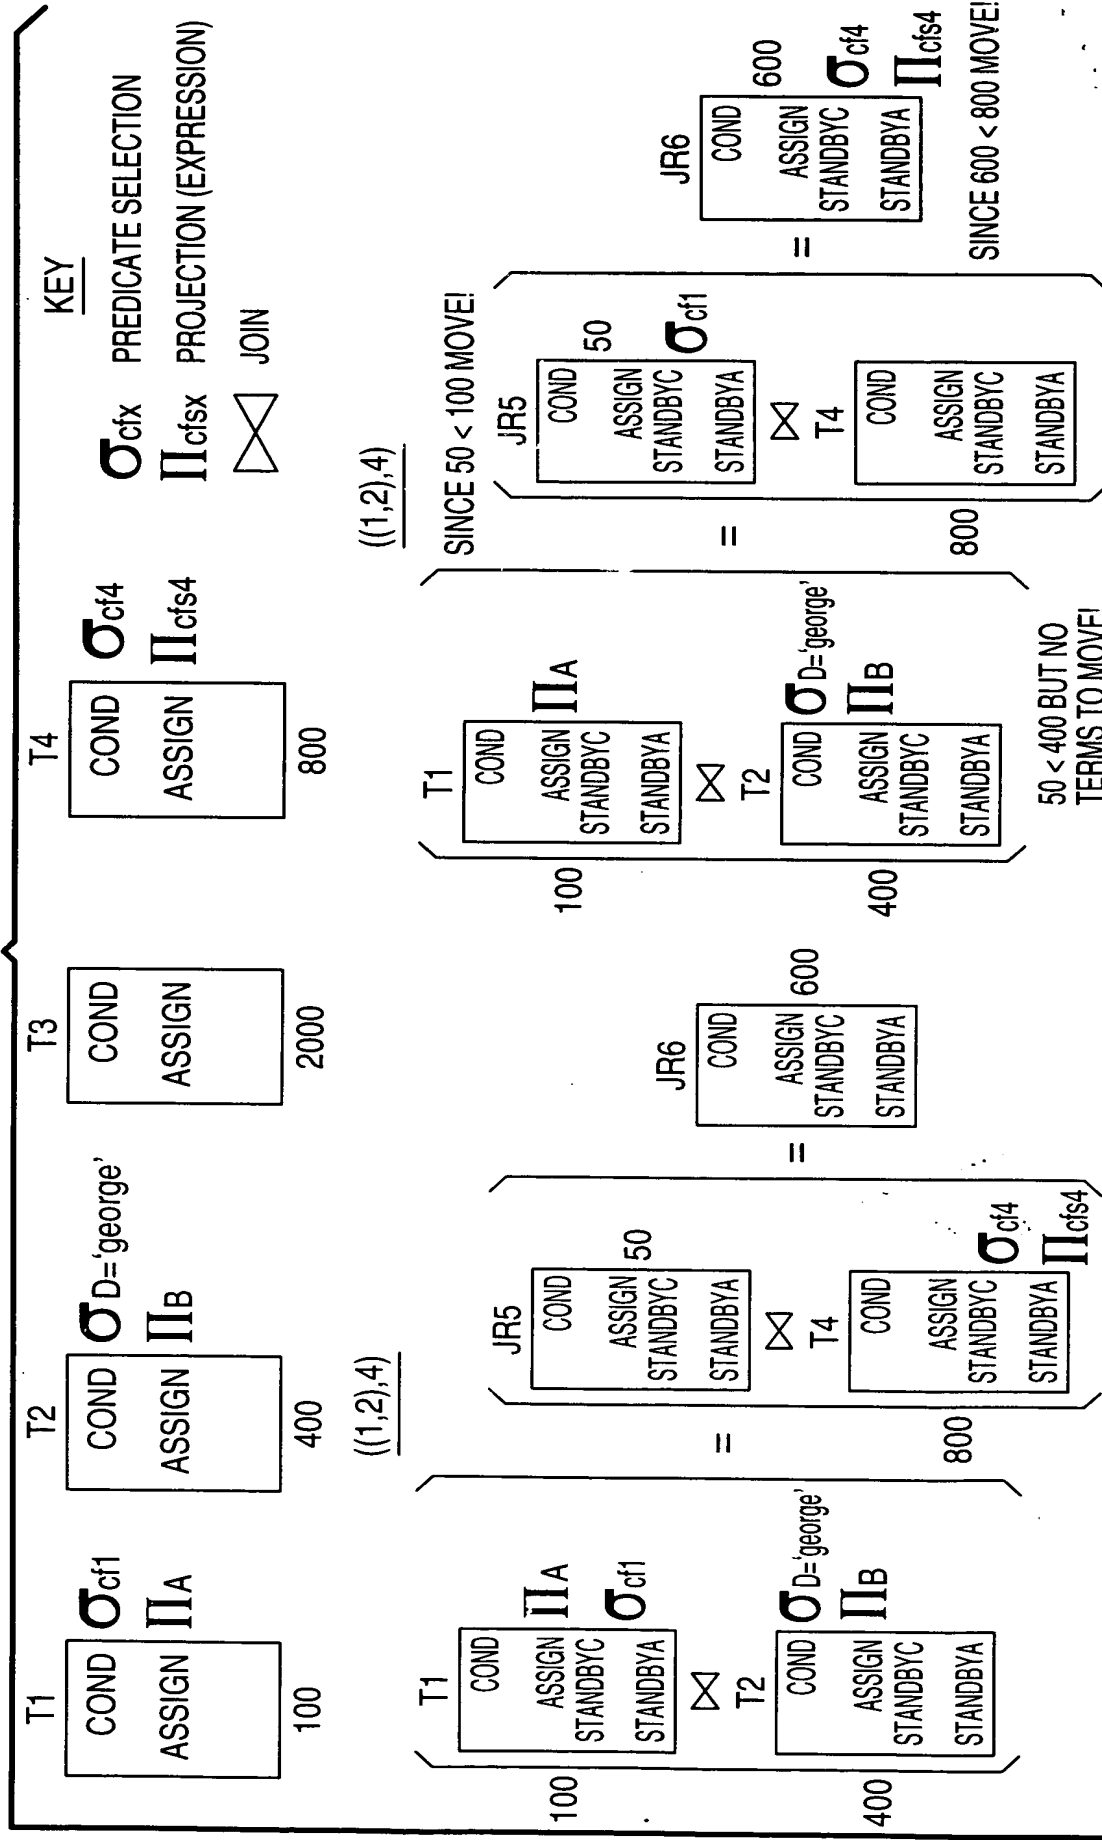 T1
COND
ASSIGN
σcf1
ΠA
100
T2
COND
ASSIGN
σD='george'
ΠB
400
T3
COND
ASSIGN
2000
T4
COND
ASSIGN
σcf4
Πcfs4
800
KEY
σcfx PREDICATE SELECTION
Πcfsx PROJECTION (EXPRESSION)
⋈ JOIN
((1,2),4)
T1
COND
ASSIGN
STANDBYC
STANDBYA
ΠA
σcf1
100
⋈
T2
COND
ASSIGN
STANDBYC
STANDBYA
σD='george'
ΠB
400
=
JR5
COND
ASSIGN
STANDBYC
STANDBYA
50
⋈
T4
COND
ASSIGN
STANDBYC
STANDBYA
σcf4
Πcfs4
800
=
JR6
COND
ASSIGN
STANDBYC
STANDBYA
600
((1,2),4)
SINCE 50 < 100 MOVE!
T1
COND
ASSIGN
STANDBYC
STANDBYA
ΠA
100
⋈
T2
COND
ASSIGN
STANDBYC
STANDBYA
σD='george'
ΠB
400
50 < 400 BUT NO
TERMS TO MOVE!
=
JR5
COND
ASSIGN
STANDBYC
STANDBYA
50
σcf1
⋈
T4
COND
ASSIGN
STANDBYC
STANDBYA
800
=
JR6
COND
ASSIGN
STANDBYC
STANDBYA
600
σcf4
Πcfs4
SINCE 600 < 800 MOVE!